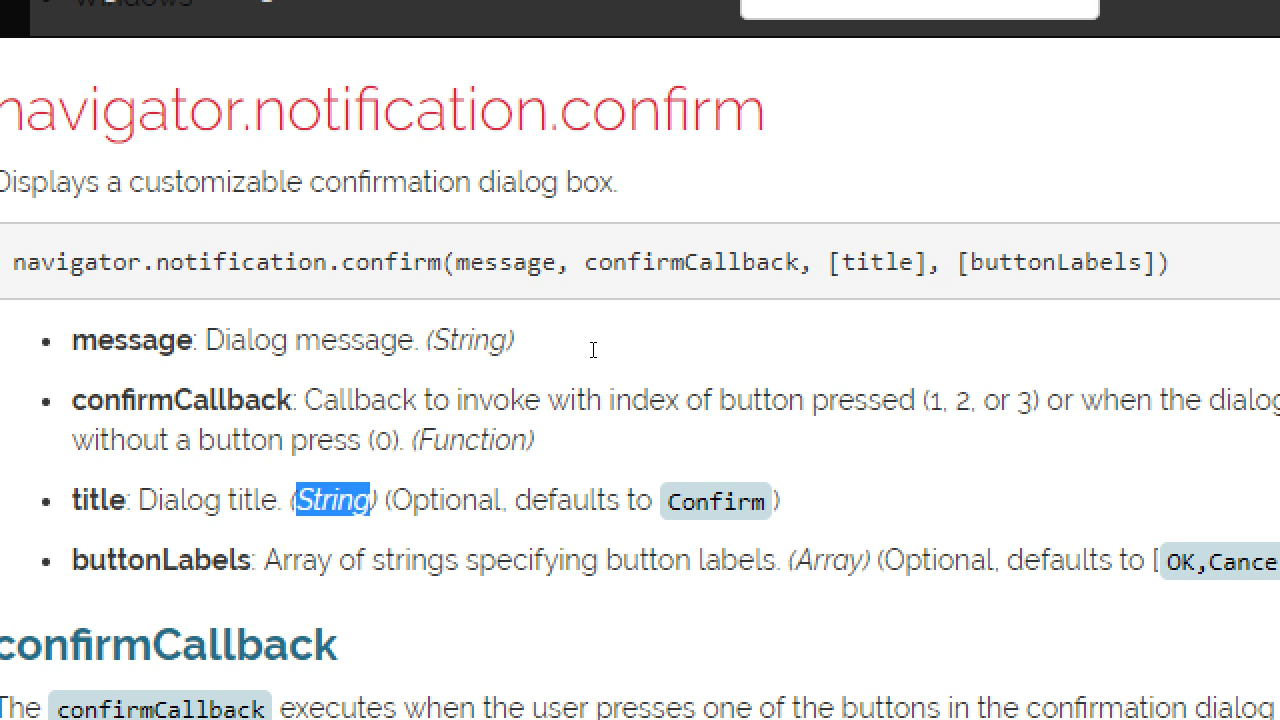 windows
navigator.notification.confirm
Displays a customizable confirmation dialog box.
navigator.notification.confirm(message, confirmCallback, [title], [buttonLabels])
message: Dialog message. (String)
confirmCallback: Callback to invoke with index of button pressed (1, 2, or 3) or when the dialog
without a button press (0). (Function)
title: Dialog title. (String) (Optional, defaults to Confirm)
buttonLabels: Array of strings specifying button labels. (Array) (Optional, defaults to [OK,Cance
confirmCallback
The confirmCallback executes when the user presses one of the buttons in the confirmation dialog